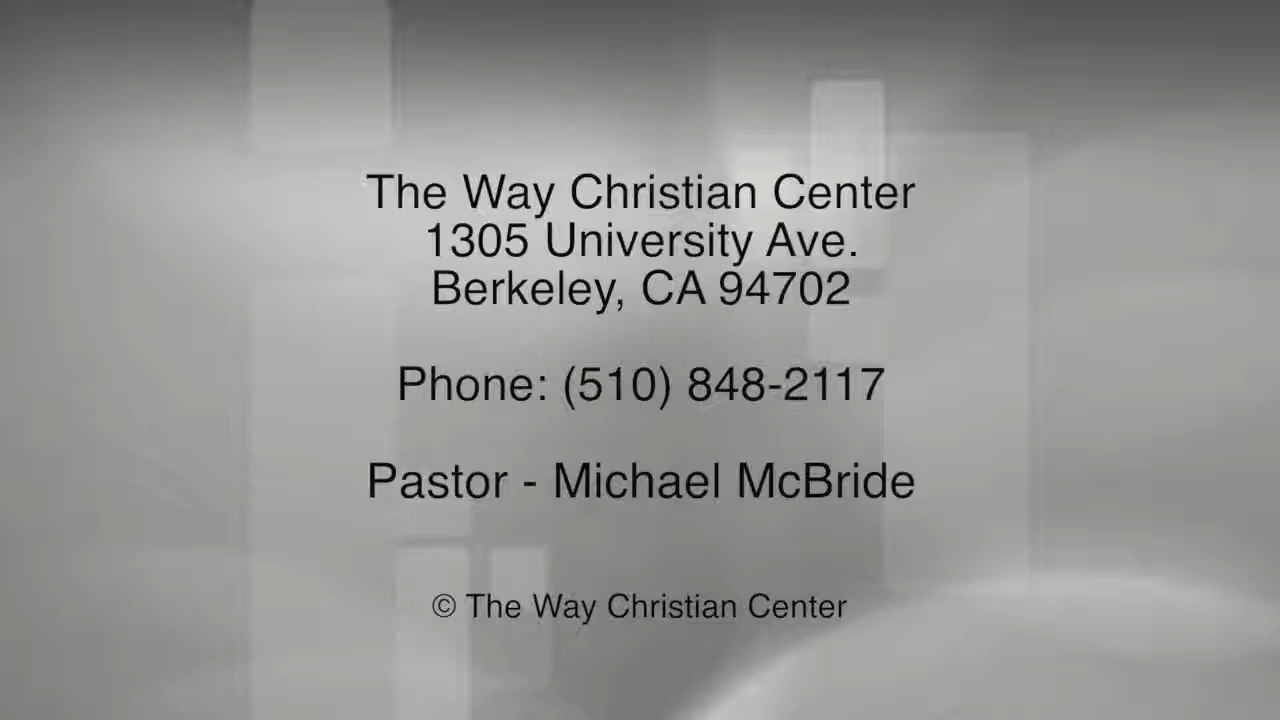 The Way Christian Center
1305 University Ave.
Berkeley, CA 94702
Phone: (510) 848-2117
Pastor - Michael McBride
© The Way Christian Center